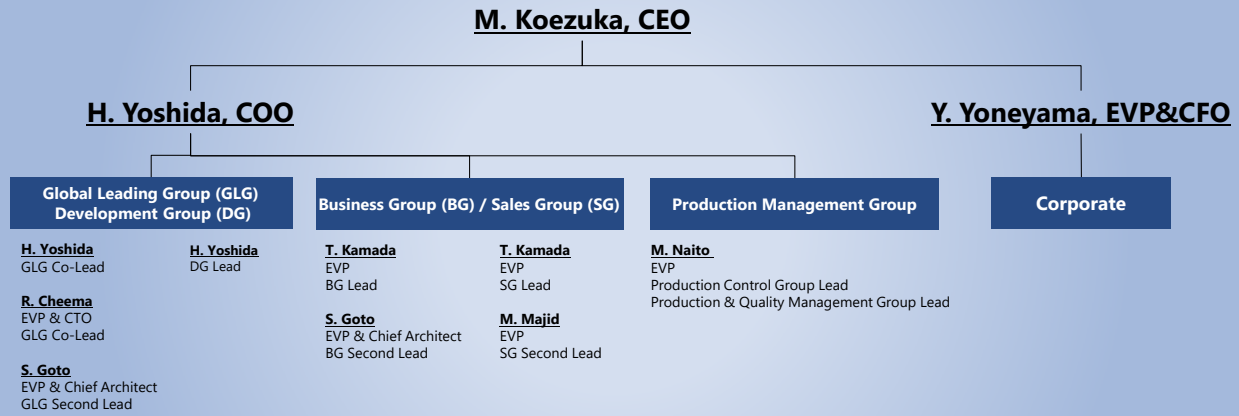 M. Koezuka, CEO
H. Yoshida, COO
Y. Yoneyama, EVP&CFO
Global Leading Group (GLG)
Development Group (DG)
Business Group (BG) / Sales Group (SG)
Production Management Group
Corporate
H. Yoshida
GLG Co-Lead
R. Cheema
EVP & CTO
GLG Co-Lead
S. Goto
EVP & Chief Architect
GLG Second Lead
H. Yoshida
DG Lead
T. Kamada
EVP
BG Lead
S. Goto
EVP & Chief Architect
BG Second Lead
T. Kamada
EVP
SG Lead
M. Majid
EVP
SG Second Lead
M. Naito
EVP
Production Control Group Lead
Production & Quality Management Group Lead